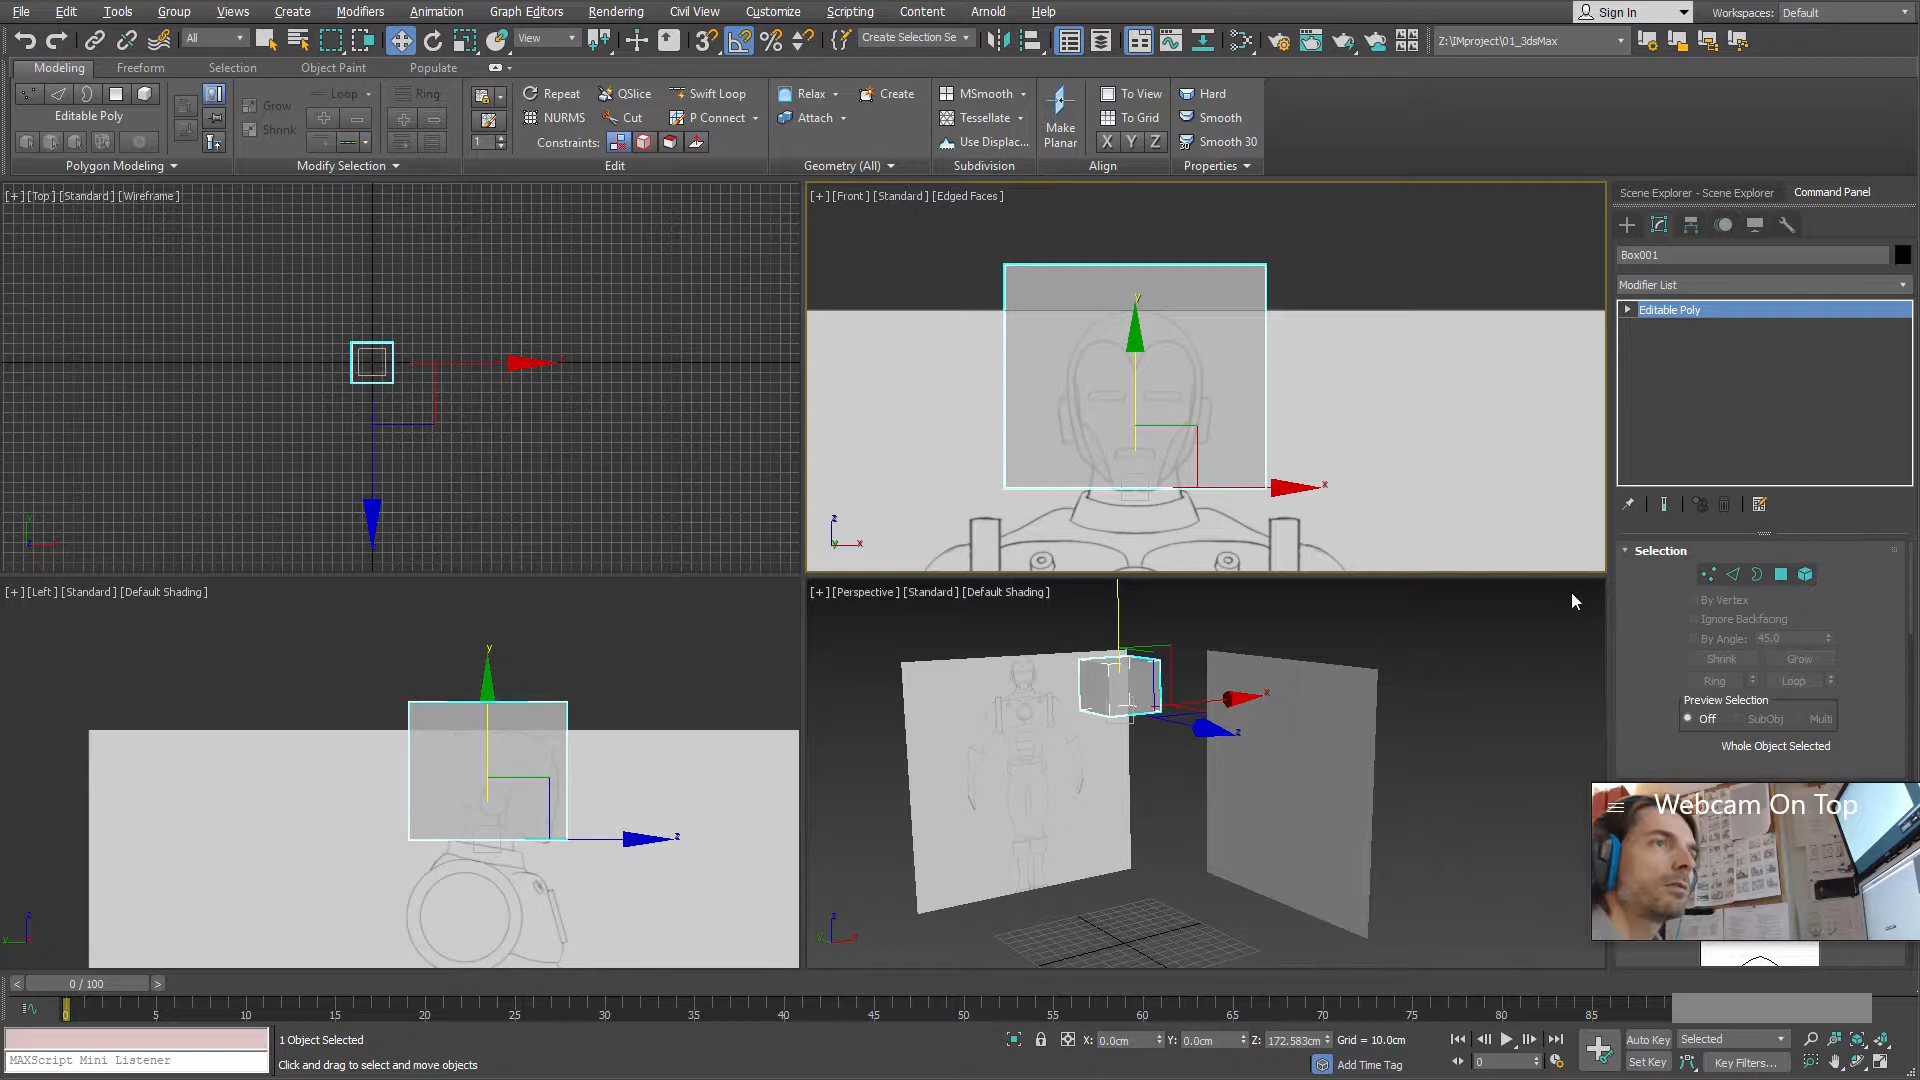 File Edit Tools Group Views Create Modifiers Animation Graph Editors Rendering Civil View Customize Scripting Content Arnold Help Sign In Workspaces: Default
All View Create Selection Se Z:\IMproject\01_3dsMax
Modeling Freeform Selection Object Paint Populate
Loop Ring Repeat QSlice Swift Loop Relax Create MSmooth To View Hard
Grow
Editable Poly NURMS Cut P Connect Attach Tessellate To Grid Smooth
Shrink Make
Planar
1 Constraints: Use Displac... X Y Z Smooth 30
Polygon Modeling Modify Selection Edit Geometry (All) Subdivision Align Properties
[+] [Top] [Standard] [Wireframe]
[+] [Front] [Standard] [Edged Faces]
Scene Explorer - Scene Explorer Command Panel
Box001
Modifier List
Editable Poly
y
x
x
z
y x
[+] [Left] [Standard] [Default Shading]
[+] [Perspective] [Standard] [Default Shading]
Selection
By Vertex
Ignore Backfacing
By Angle: 45.0
Shrink Grow
Ring Loop
Preview Selection
Off SubObj Multi
Whole Object Selected
y
z
x
z
Webcam On Top
0 / 100
0 5 10 15 20 25 30 35 40 45 50 55 60 65 70 75 80 85
1 Object Selected X: 0.0cm Y: 0.0cm Z: 172.583cm Grid = 10.0cm Auto Key Selected
MAXScript Mini Listener Click and drag to select and move objects Add Time Tag 0 Set Key Key Filters...